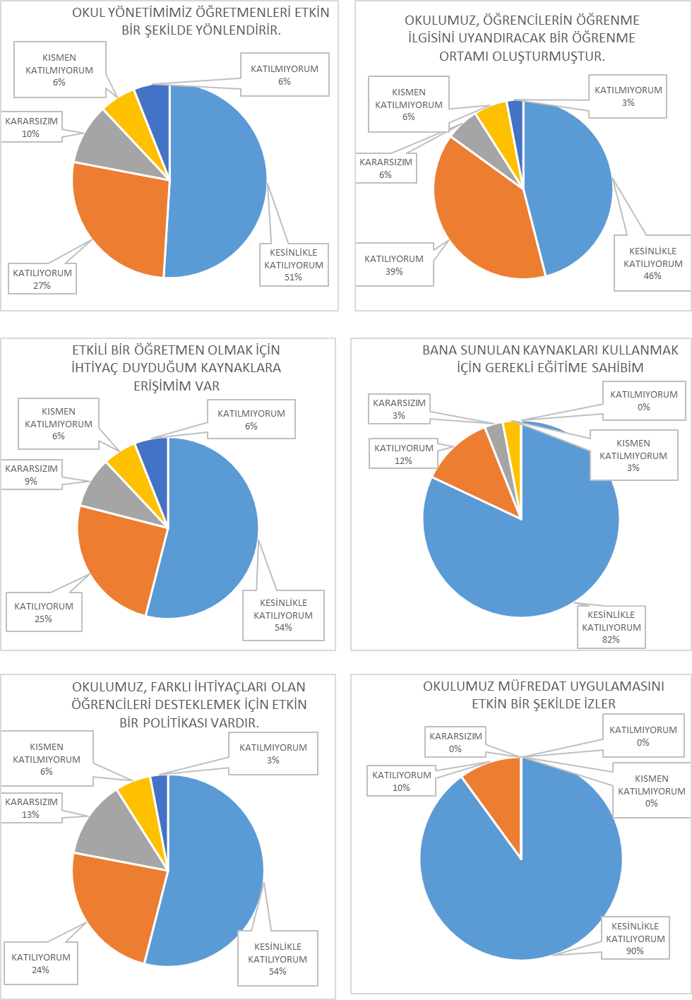 OKUL YÖNETİMİMİZ ÖĞRETMENLERİ ETKİN
BİR ŞEKİLDE YÖNLENDİRİR.
KISMEN
KATILMIYORUM
6%
KATILMIYORUM
6%
KARARSIZIM
10%
KATILIYORUM
27%
KESİNLİKLE
KATILIYORUM
51%
OKULUMUZ, ÖĞRENCİLERİN ÖĞRENME
İLGİSİNİ UYANDIRACAK BİR ÖĞRENME
ORTAMI OLUŞTURMUŞTUR.
KISMEN
KATILMIYORUM
6%
KATILMIYORUM
3%
KARARSIZIM
6%
KATILIYORUM
39%
KESİNLİKLE
KATILIYORUM
46%
ETKİLİ BİR ÖĞRETMEN OLMAK İÇİN
İHTİYAÇ DUYDUĞUM KAYNAKLARA
ERİŞİMİM VAR
KISMEN
KATILMIYORUM
6%
KATILMIYORUM
6%
KARARSIZIM
9%
KATILIYORUM
25%
KESİNLİKLE
KATILIYORUM
54%
BANA SUNULAN KAYNAKLARI KULLANMAK
İÇİN GEREKLİ EĞİTİME SAHİBİM
KARARSIZIM
3%
KATILMIYORUM
0%
KATILIYORUM
12%
KISMEN
KATILMIYORUM
3%
KESİNLİKLE
KATILIYORUM
82%
OKULUMUZ, FARKLI İHTİYAÇLARI OLAN
ÖĞRENCİLERİ DESTEKLEMEK İÇİN ETKİN
BİR POLİTİKASI VARDIR.
KISMEN
KATILMIYORUM
6%
KATILMIYORUM
3%
KARARSIZIM
13%
KATILIYORUM
24%
KESİNLİKLE
KATILIYORUM
54%
OKULUMUZ MÜFREDAT UYGULAMASINI
ETKİN BİR ŞEKİLDE İZLER
KARARSIZIM
0%
KATILMIYORUM
0%
KATILIYORUM
10%
KISMEN
KATILMIYORUM
0%
KESİNLİKLE
KATILIYORUM
90%